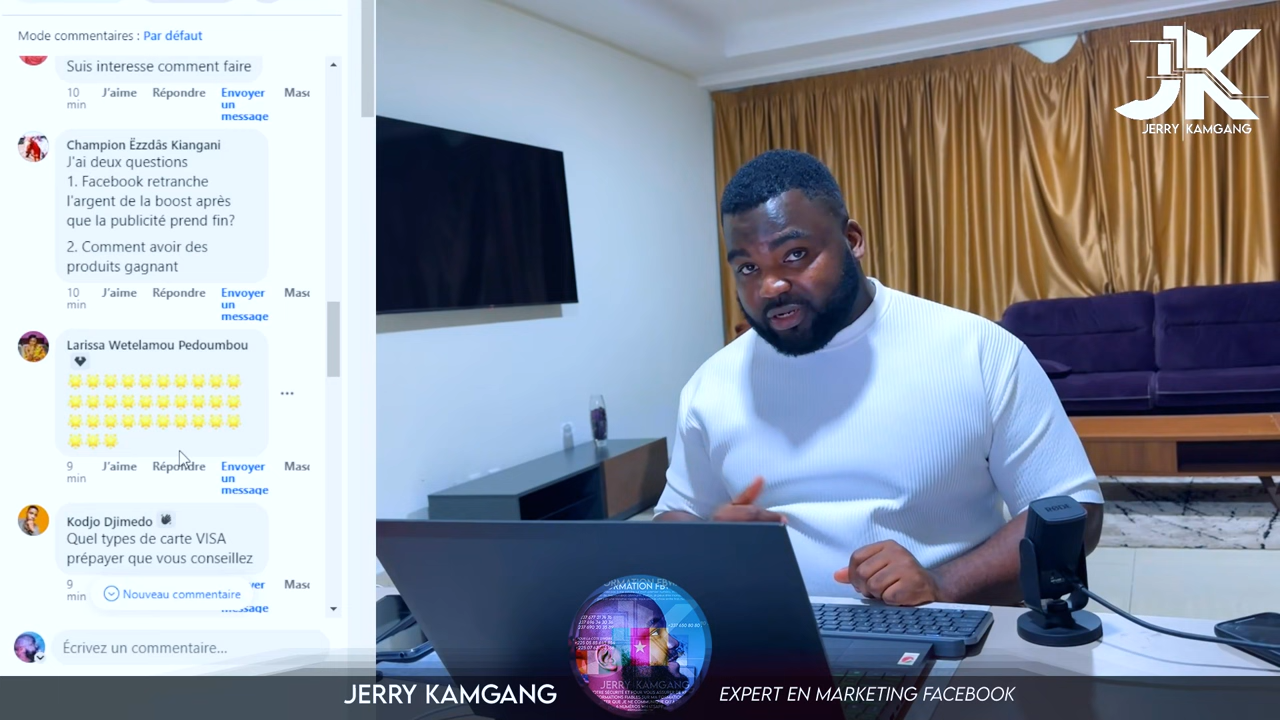 Mode commentaires : Par défaut
Suis interesse comment faire
10 min J'aime Répondre Envoyer un message
Champion Ëzzdâs Kiangani
J'ai deux questions
1. Facebook retranche
l'argent de la boost après
que la publicité prend fin?
2. Comment avoir des
produits gagnant
10 min J'aime Répondre Envoyer un message
Larissa Wetelamou Pedoumbou
9 min J'aime Répondre Envoyer un message
Kodjo Djimedo
Quel types de carte VISA
prépayer que vous conseillez
9 min
Nouveau commentaire
Écrivez un commentaire...
JK
JERRY KAMGANG
JERRY KAMGANG
EXPERT EN MARKETING FACEBOOK